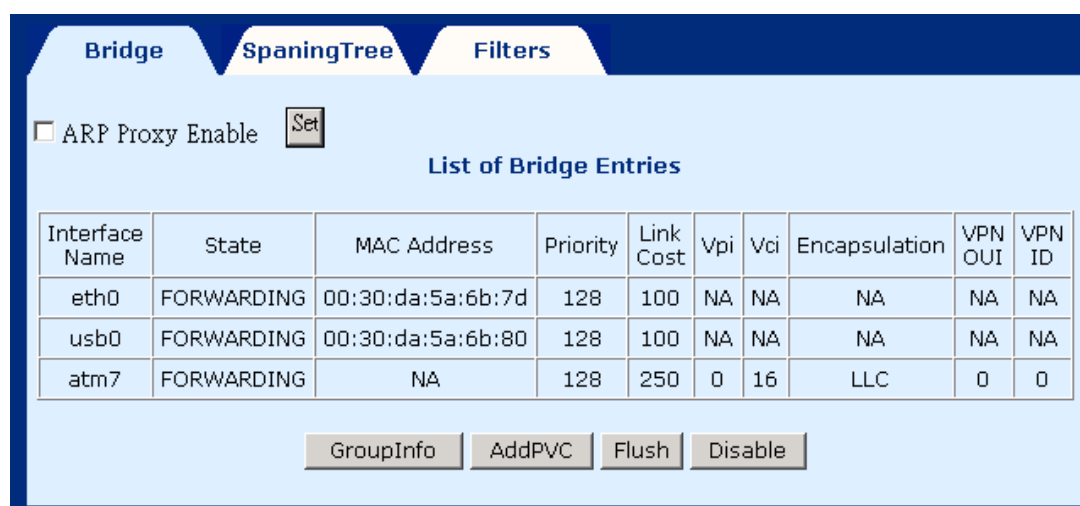 Bridge SpaningTree Filters
ARP Proxy Enable Set
List of Bridge Entries
Interface Name State MAC Address Priority Link Cost Vpi Vci Encapsulation VPN OUI VPN ID
eth0 FORWARDING 00:30:da:5a:6b:7d 128 100 NA NA NA NA NA
usb0 FORWARDING 00:30:da:5a:6b:80 128 100 NA NA NA NA NA
atm7 FORWARDING NA 128 250 0 16 LLC 0 0
GroupInfo AddPVC Flush Disable